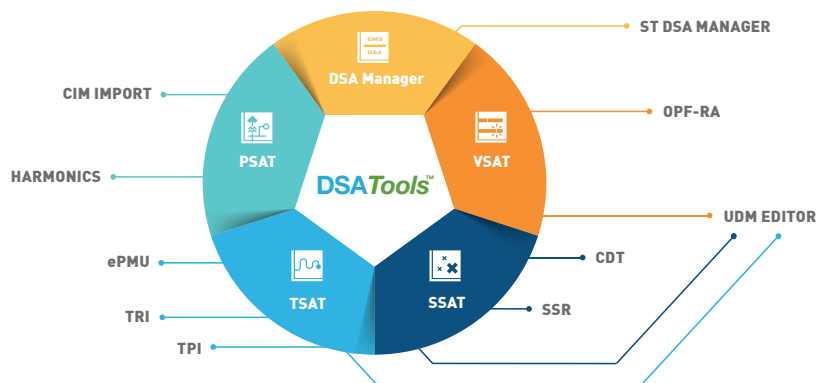 ST DSA MANAGER
EMS
DSA
DSA Manager
CIM IMPORT
OPF-RA
PSAT
VSAT
HARMONICS
DSATools™
UDM EDITOR
ePMU
CDT
TSAT
SSAT
SSR
TRI
TPI